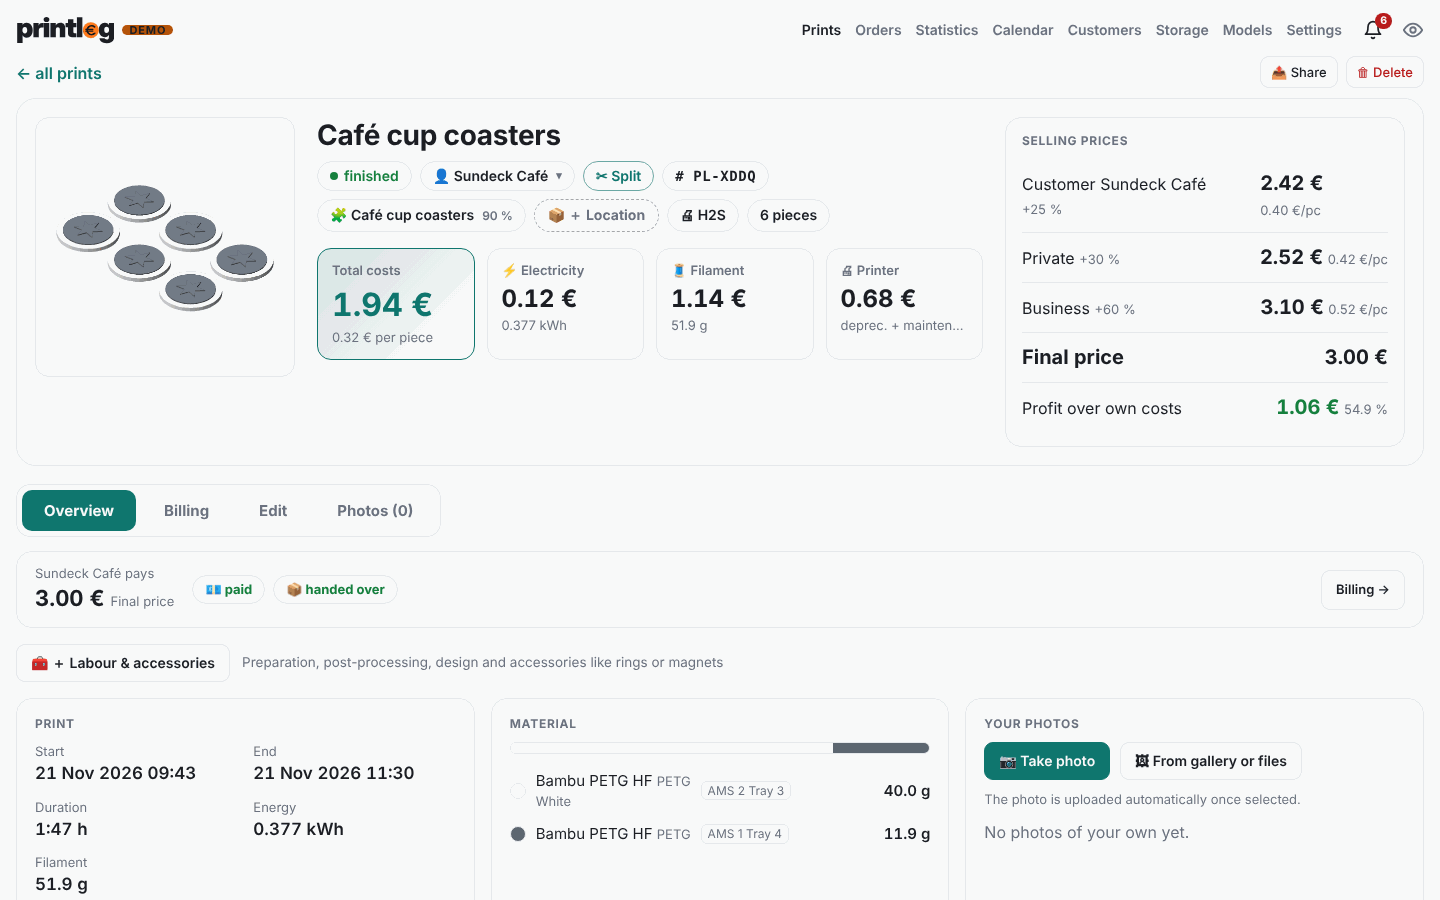 printl€g DEMO
Prints Orders Statistics Calendar Customers Storage Models Settings 6
← all prints
📤 Share 🗑 Delete
Café cup coasters
● finished 👤 Sundeck Café ▾ ✂ Split # PL-XDDQ
🧩 Café cup coasters 90 % 📦 + Location 🖨 H2S 6 pieces
Total costs
1.94 €
0.32 € per piece
⚡ Electricity
0.12 €
0.377 kWh
🧵 Filament
1.14 €
51.9 g
🖨 Printer
0.68 €
deprec. + mainten...
SELLING PRICES
Customer Sundeck Café 2.42 €
+25 % 0.40 €/pc
Private +30 % 2.52 € 0.42 €/pc
Business +60 % 3.10 € 0.52 €/pc
Final price 3.00 €
Profit over own costs 1.06 € 54.9 %
Overview Billing Edit Photos (0)
Sundeck Café pays
3.00 € Final price 💶 paid 📦 handed over Billing →
🧰 + Labour & accessories Preparation, post-processing, design and accessories like rings or magnets
PRINT
Start End
21 Nov 2026 09:43 21 Nov 2026 11:30
Duration Energy
1:47 h 0.377 kWh
Filament
51.9 g
MATERIAL
Bambu PETG HF PETG AMS 2 Tray 3 40.0 g
White
Bambu PETG HF PETG AMS 1 Tray 4 11.9 g
YOUR PHOTOS
📷 Take photo 🖼 From gallery or files
The photo is uploaded automatically once selected.
No photos of your own yet.